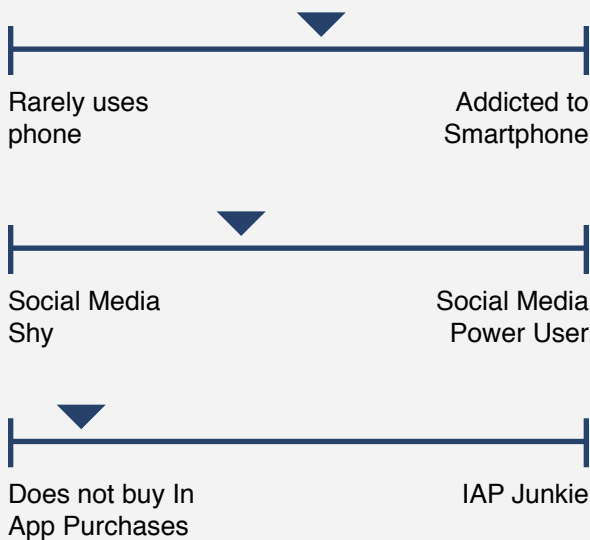 Rarely uses
phone
Addicted to
Smartphone
Social Media
Shy
Social Media
Power User
Does not buy In
App Purchases
IAP Junkie